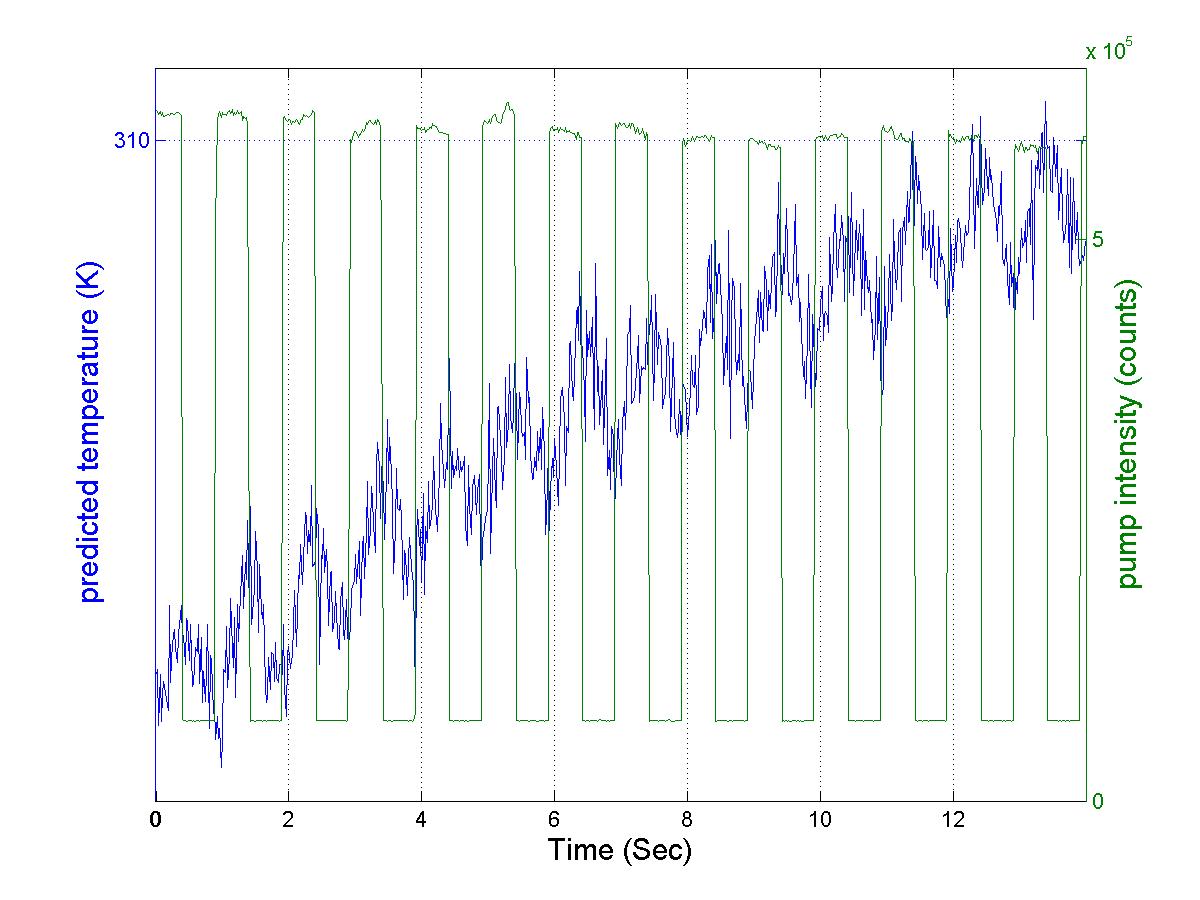 x 10^5
310
predicted temperature (K)
5
pump intensity (counts)
0
0 2 4 6 8 10 12
Time (Sec)